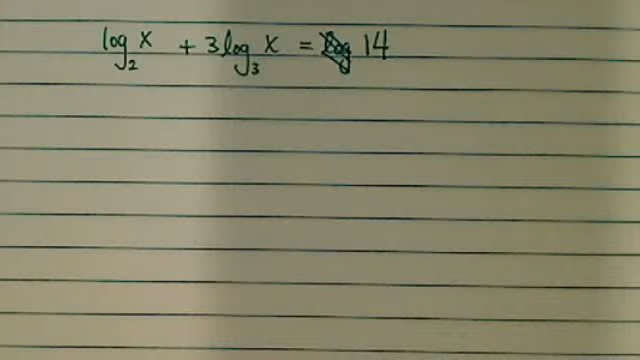 log₂ x + 3log₃ x = 14